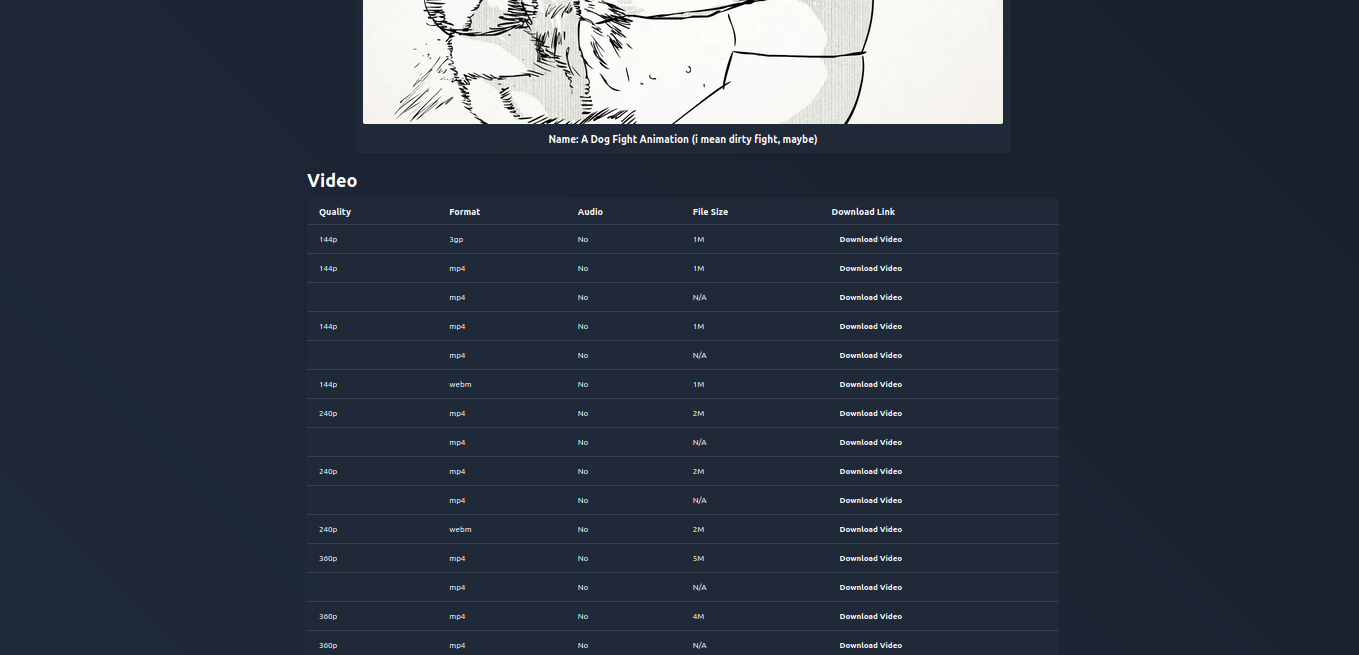 Name: A Dog Fight Animation (i mean dirty fight, maybe)
Video
Quality Format Audio File Size Download Link
144p 3gp No 1M Download Video
144p mp4 No 1M Download Video
mp4 No N/A Download Video
144p mp4 No 1M Download Video
mp4 No N/A Download Video
144p webm No 1M Download Video
240p mp4 No 2M Download Video
mp4 No N/A Download Video
240p mp4 No 2M Download Video
mp4 No N/A Download Video
240p webm No 2M Download Video
360p mp4 No 5M Download Video
mp4 No N/A Download Video
360p mp4 No 4M Download Video
360p mp4 No N/A Download Video